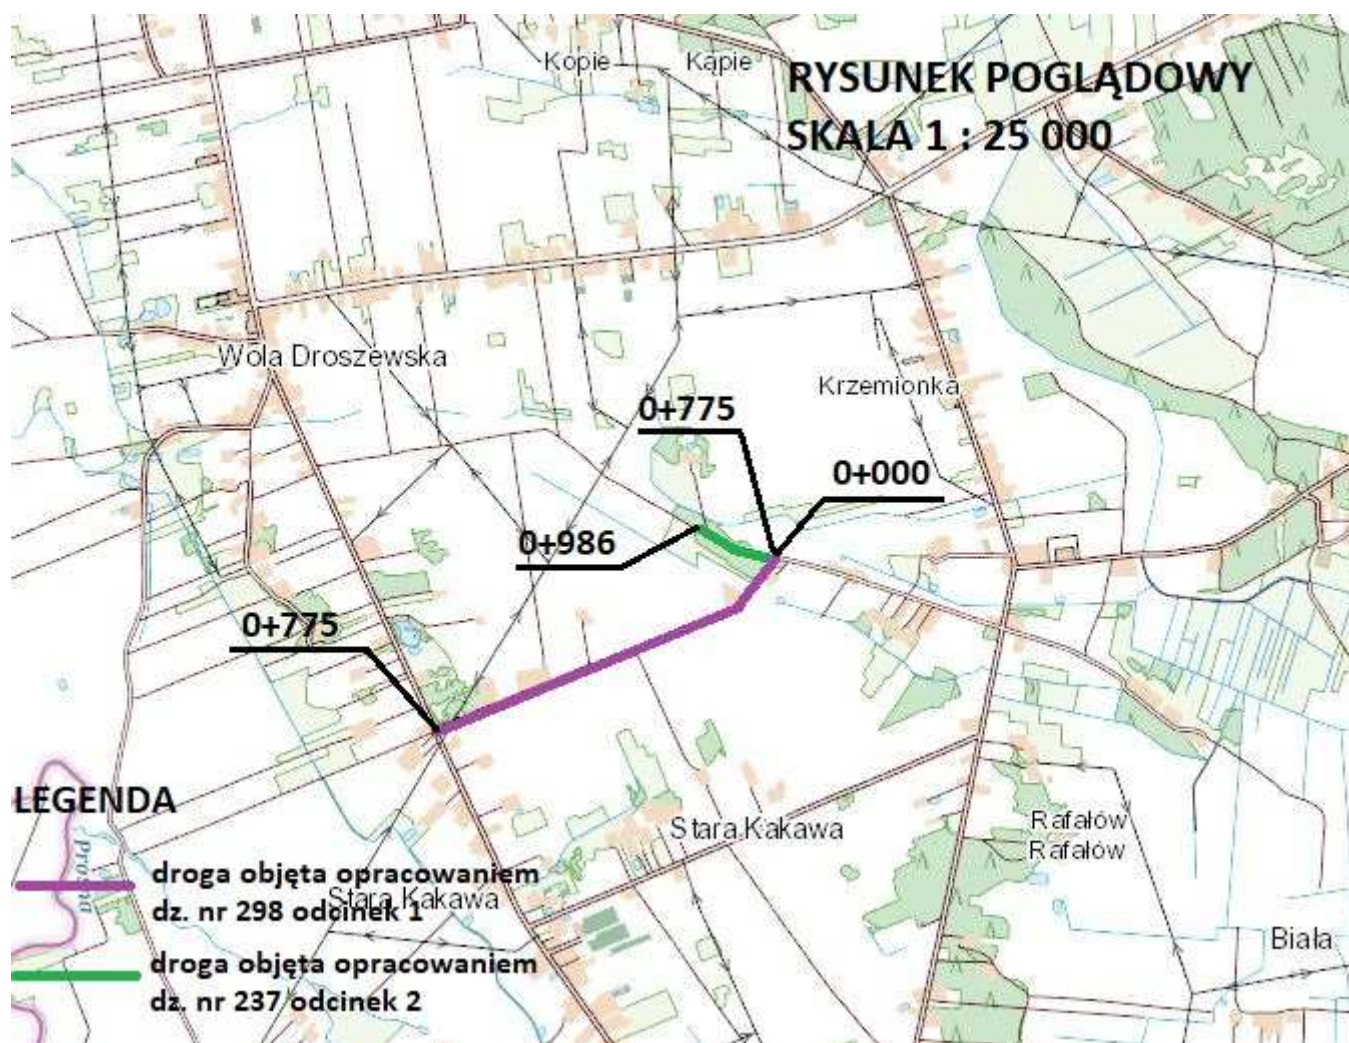 Kopie
Kąpie
RYSUNEK POGLĄDOWY
SKALA 1 : 25 000
Wola Droszewska
Krzemionka
0+775
0+000
0+986
0+775
LEGENDA
Prosna
Stara Kakawa
Rafałów
Rafałów
droga objęta opracowaniem
dz. nr 298 odcinek 1
Stara Kakawa
droga objęta opracowaniem
dz. nr 237 odcinek 2
Biała